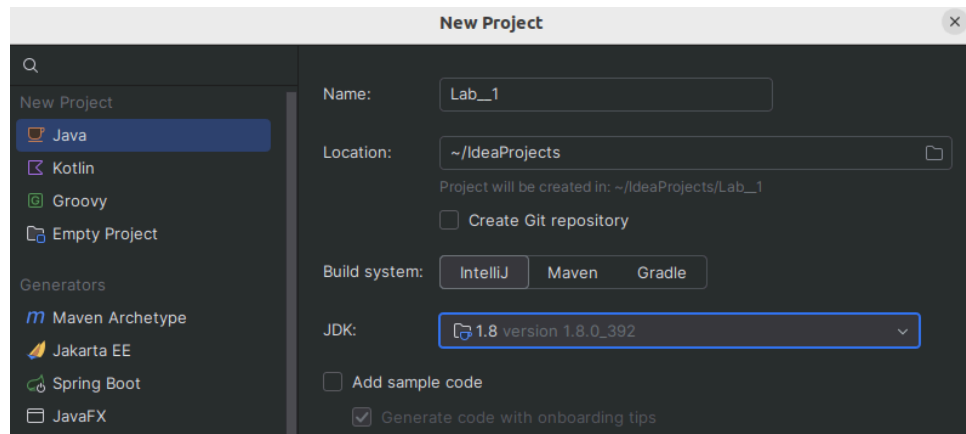 New Project
New Project
Java
Kotlin
Groovy
Empty Project
Generators
Maven Archetype
Jakarta EE
Spring Boot
JavaFX
Name:
Lab__1
Location:
~/IdeaProjects
Project will be created in: ~/IdeaProjects/Lab__1
Create Git repository
Build system:
IntelliJ Maven Gradle
JDK:
1.8 version 1.8.0_392
Add sample code
Generate code with onboarding tips